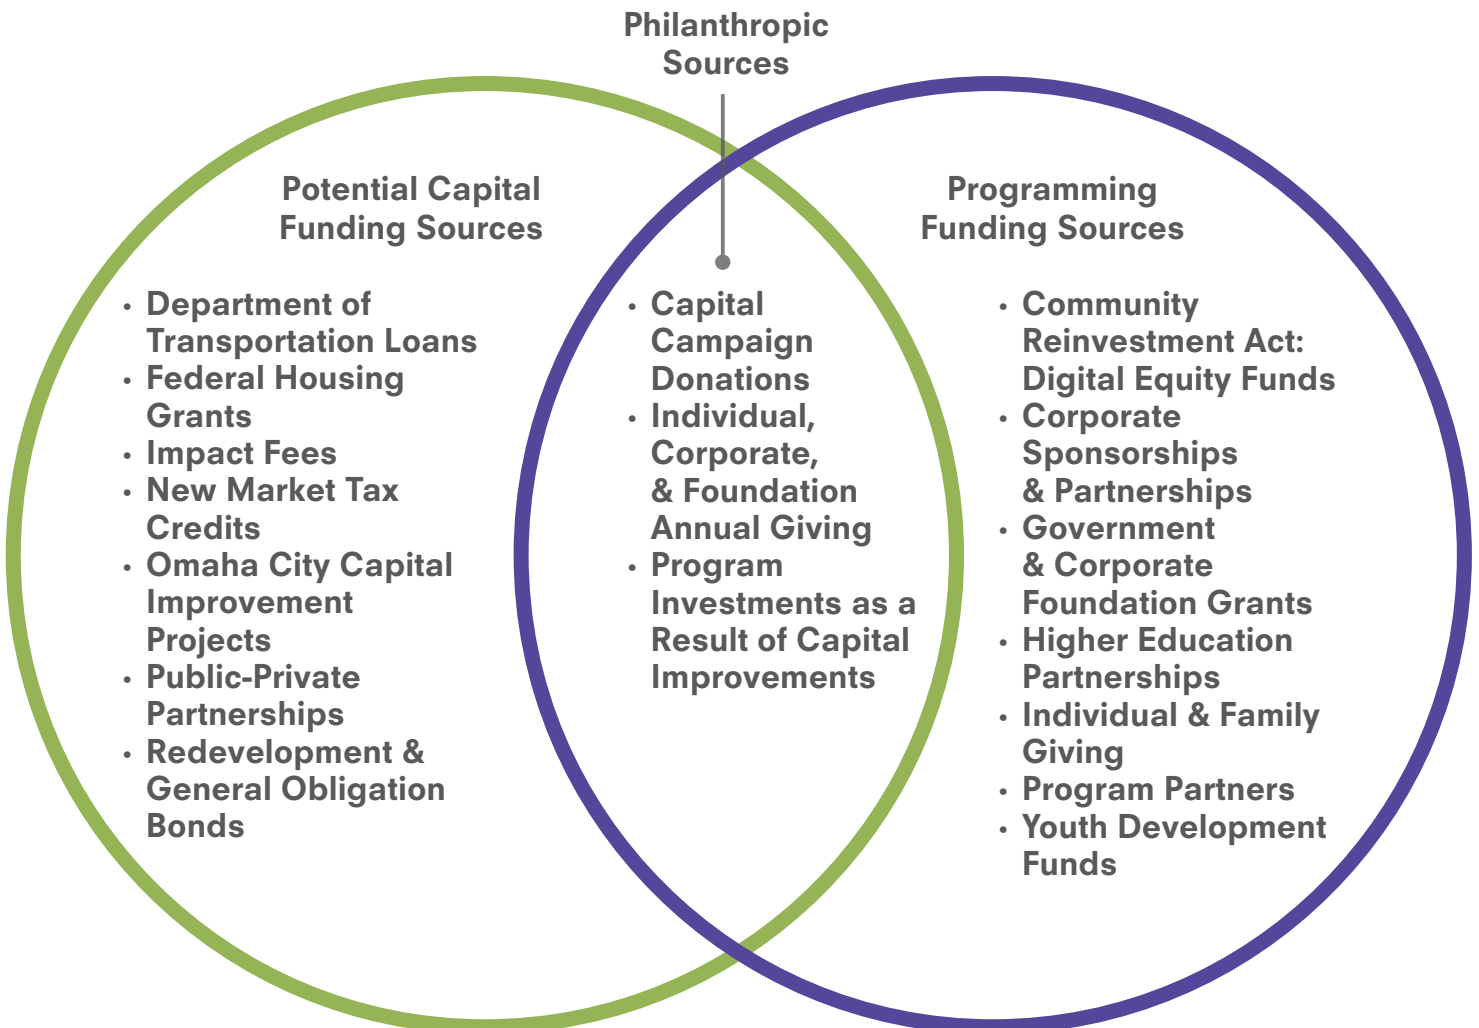 Philanthropic
Sources
Potential Capital
Funding Sources
• Department of
Transportation Loans
• Federal Housing
Grants
• Impact Fees
• New Market Tax
Credits
• Omaha City Capital
Improvement
Projects
• Public-Private
Partnerships
• Redevelopment &
General Obligation
Bonds
• Capital
Campaign
Donations
• Individual,
Corporate,
& Foundation
Annual Giving
• Program
Investments as a
Result of Capital
Improvements
Programming
Funding Sources
• Community
Reinvestment Act:
Digital Equity Funds
• Corporate
Sponsorships
& Partnerships
• Government
& Corporate
Foundation Grants
• Higher Education
Partnerships
• Individual & Family
Giving
• Program Partners
• Youth Development
Funds